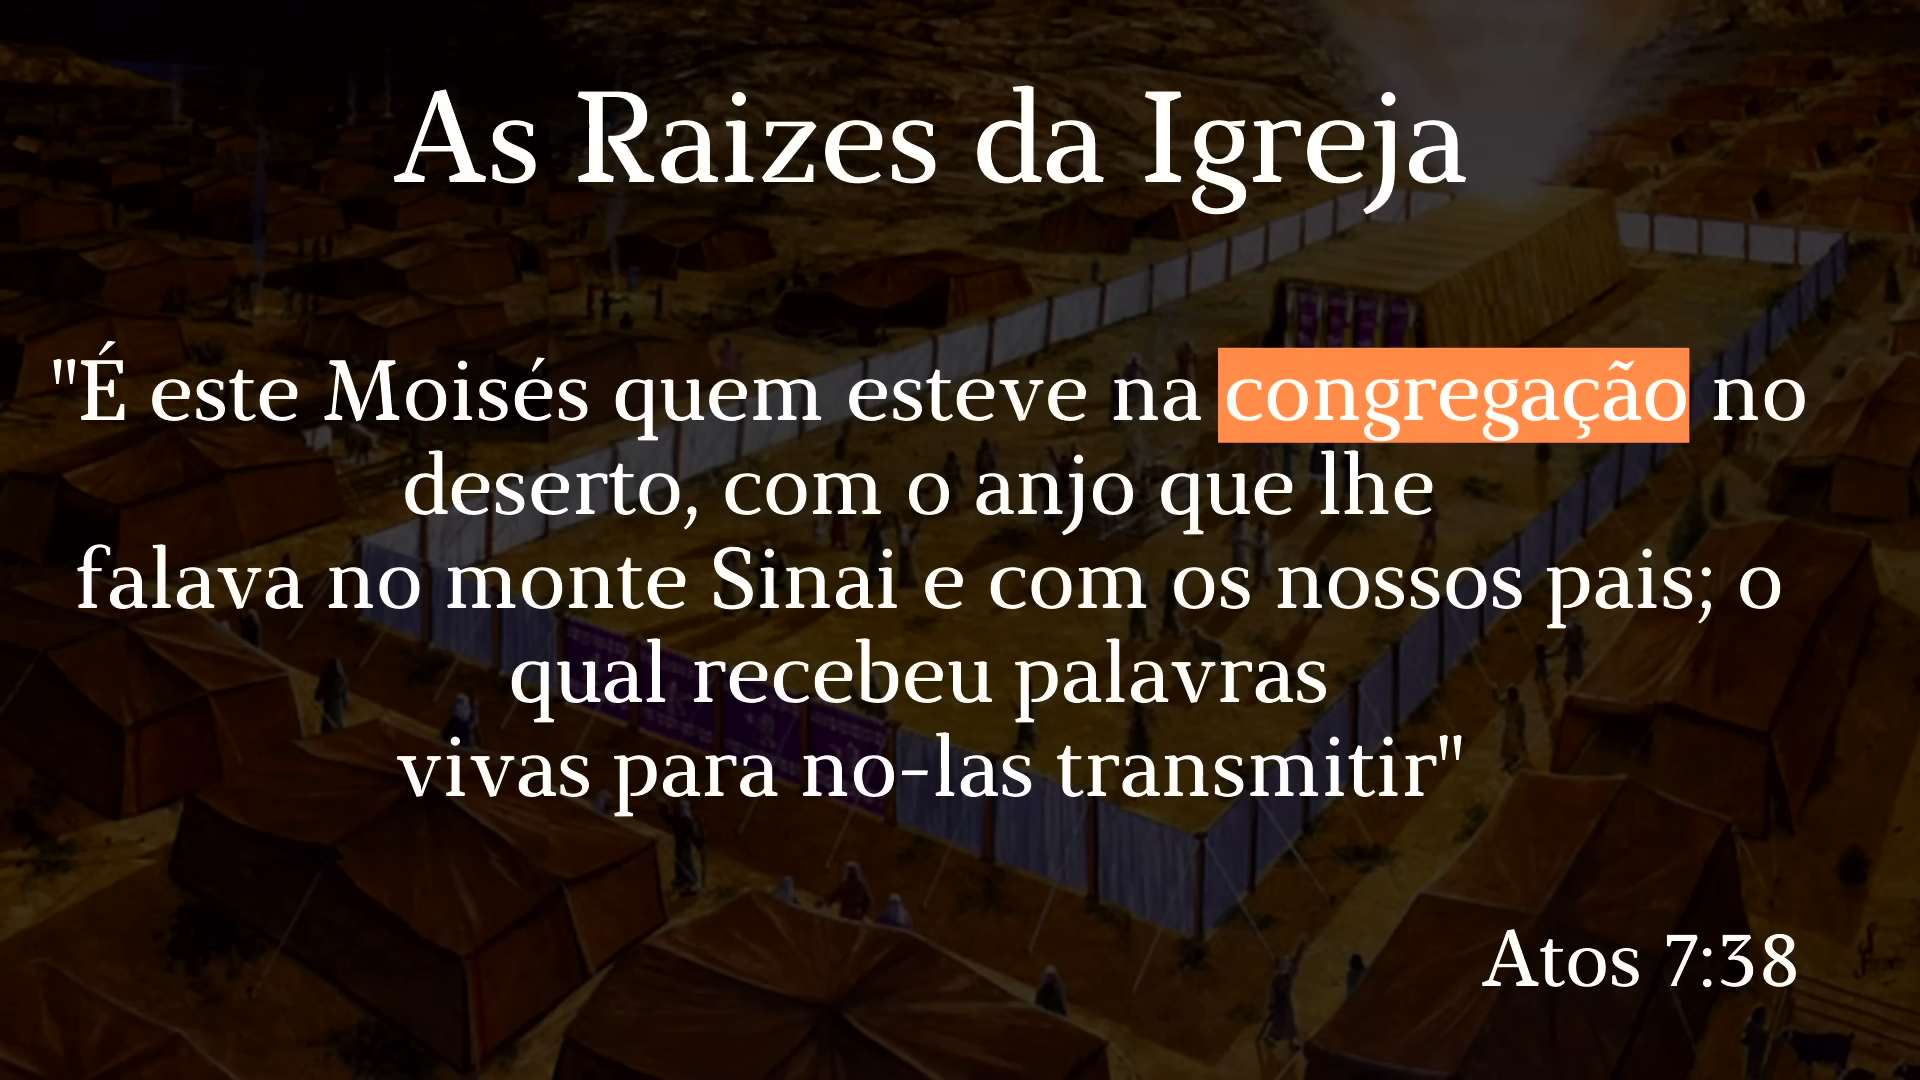 As Raizes da Igreja
"É este Moisés quem esteve na congregação no
deserto, com o anjo que lhe
falava no monte Sinai e com os nossos pais; o
qual recebeu palavras
vivas para no-las transmitir"
Atos 7:38